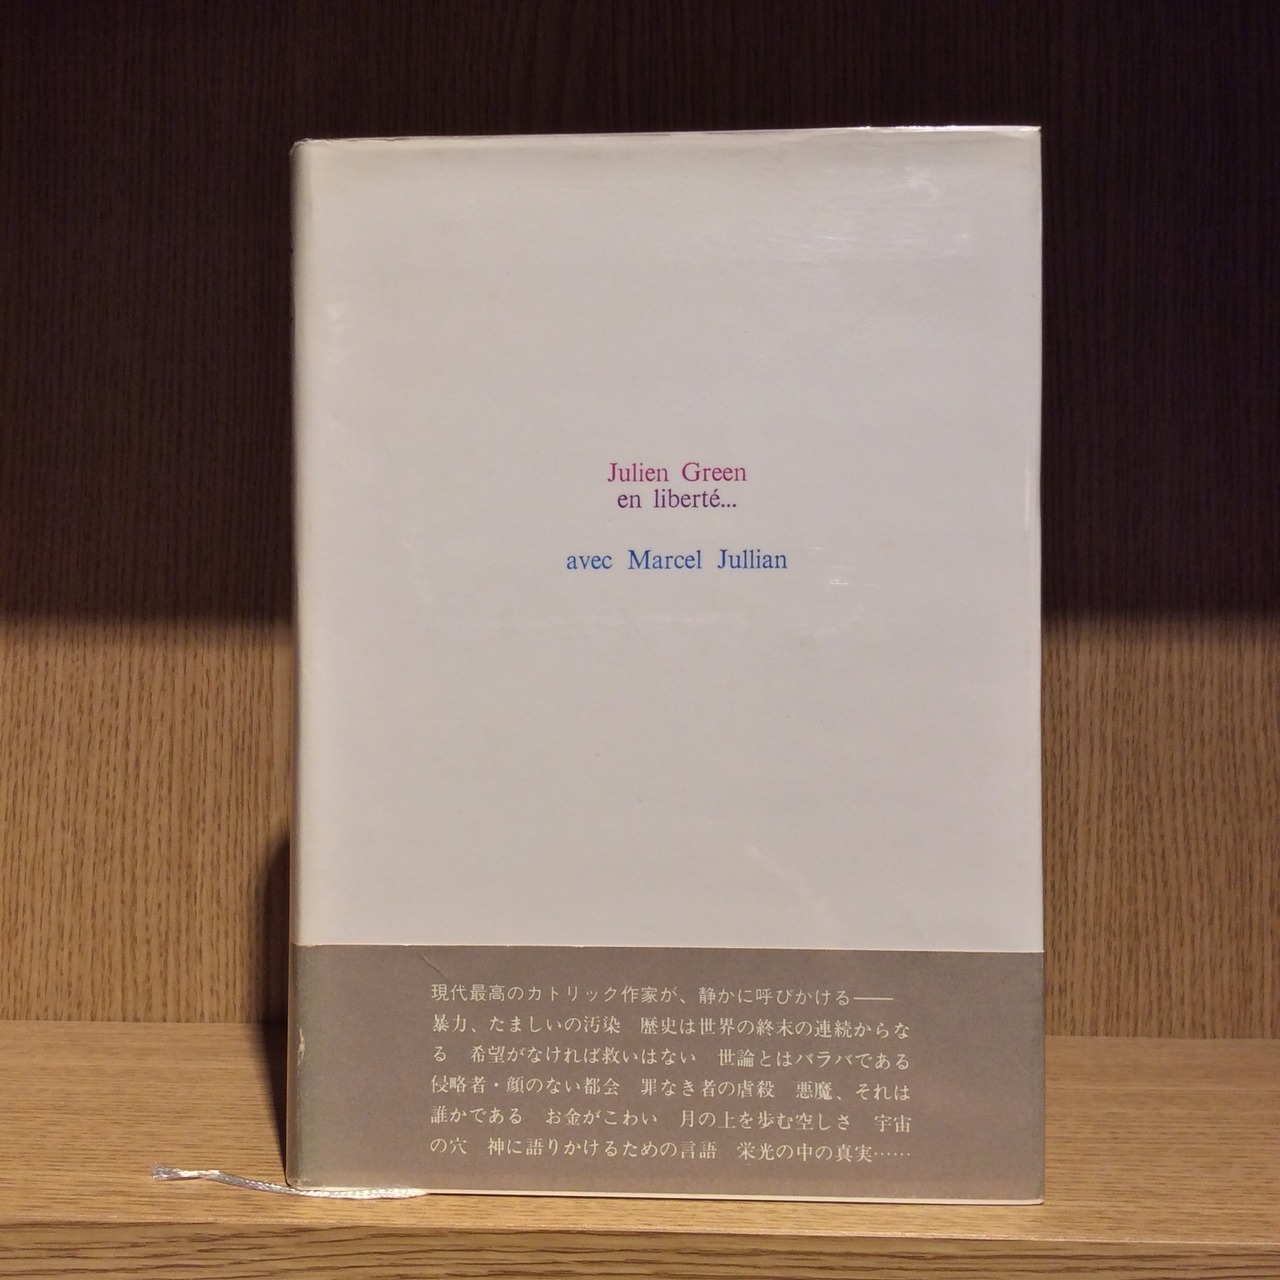 Julien Green
en liberté...
avec Marcel Jullian
現代最高のカトリック作家が、静かに呼びかける——
暴力、たましいの汚染　歴史は世界の終末の連続からな
る　希望がなければ救いはない　世論とはバラバである
侵略者・顔のない都会　罪なき者の虐殺　悪魔、それは
誰かである　お金がこわい　月の上を歩む空しさ　宇宙
の穴　神に語りかけるための言語　栄光の中の真実……